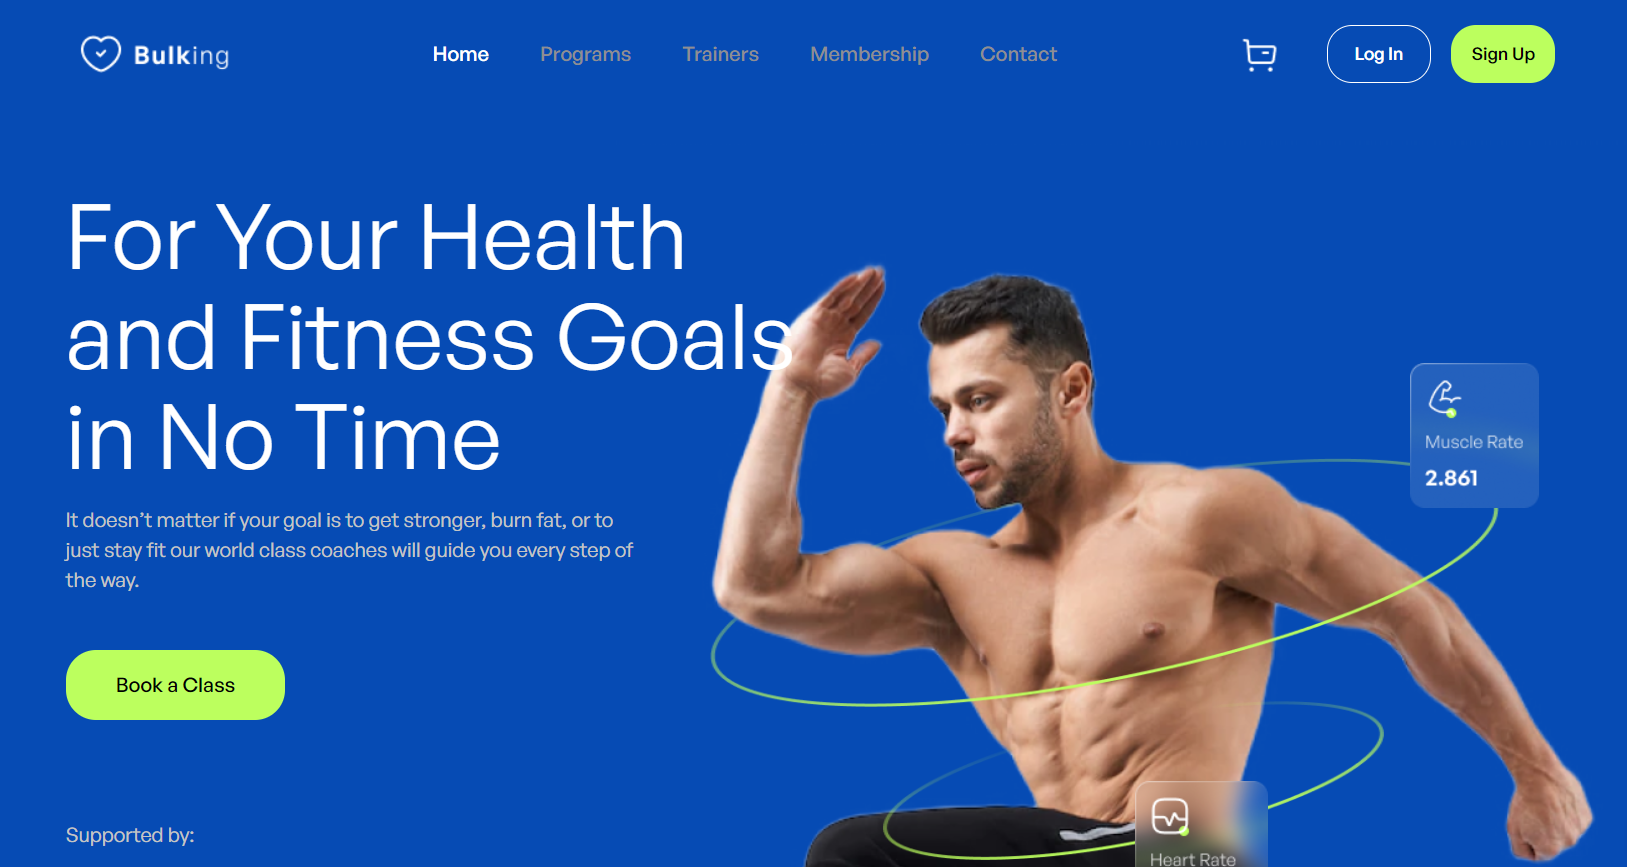 Bulking
Home Programs Trainers Membership Contact
Log In
Sign Up
For Your Health
and Fitness Goals
in No Time
It doesn’t matter if your goal is to get stronger, burn fat, or to
just stay fit our world class coaches will guide you every step of
the way.
Book a Class
Supported by:
Muscle Rate
2.861
Heart Rate